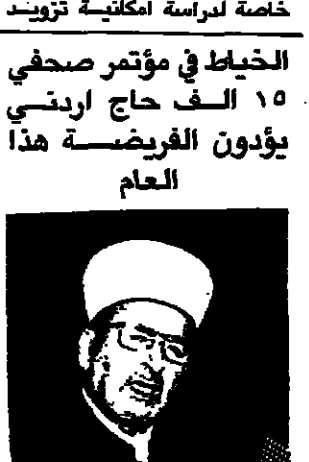 خاصة لدراسة امكانية تزويد
الخياط في مؤتمر صحفي
١٥ الف حاج اردني
يؤدون الفريضة هذا
العام